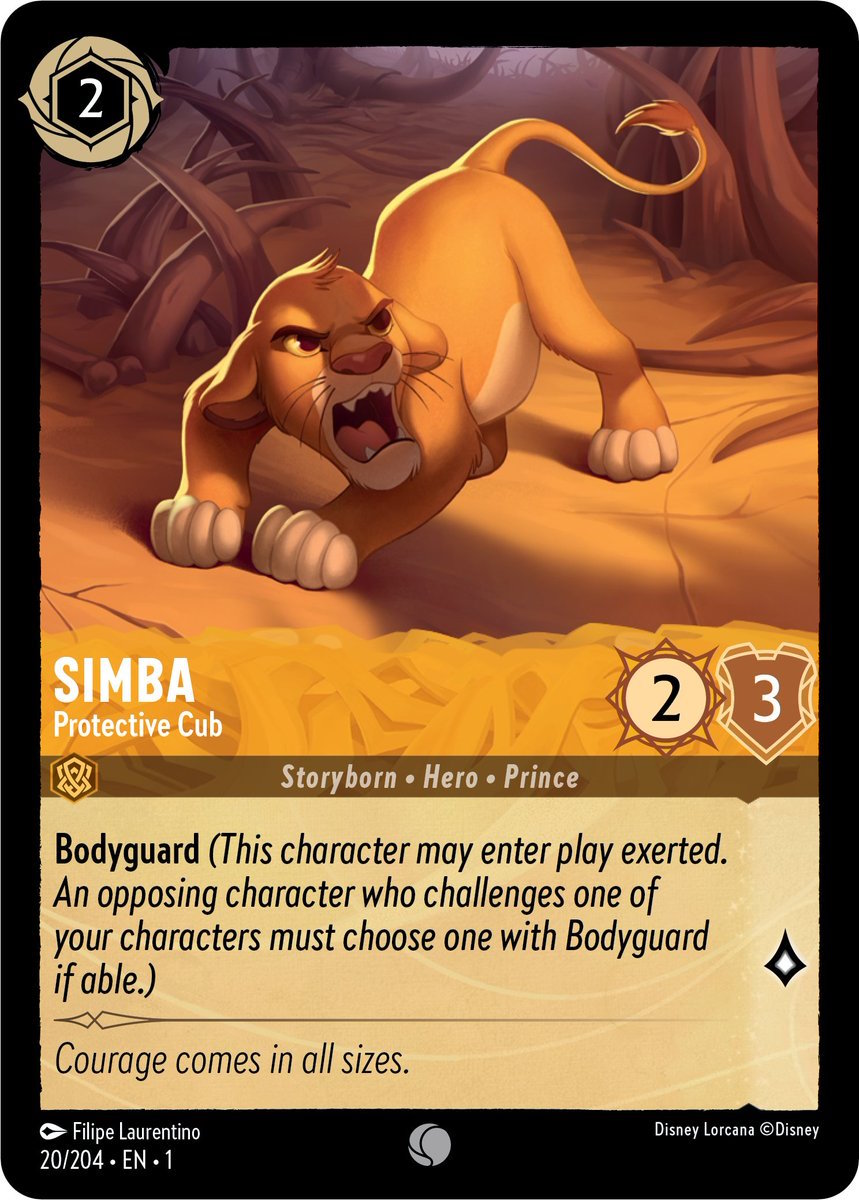 2
SIMBA
Protective Cub
2
3
Storyborn • Hero • Prince
Bodyguard (This character may enter play exerted.
An opposing character who challenges one of
your characters must choose one with Bodyguard
if able.)
Courage comes in all sizes.
Filipe Laurentino
Disney Lorcana ©Disney
20/204 • EN • 1